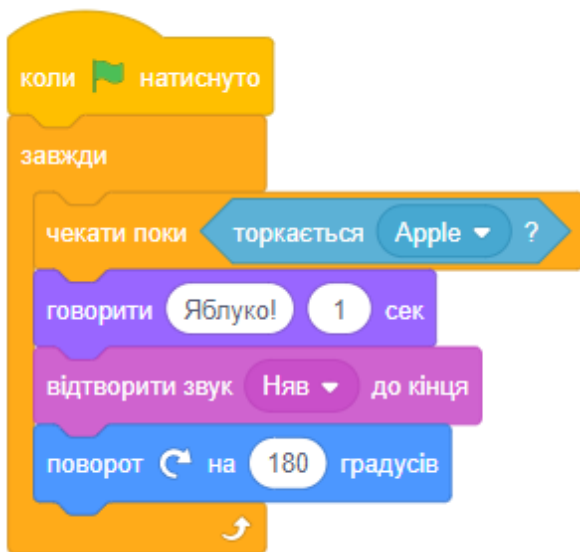 коли натиснуто
завжди
чекати поки торкається Apple ?
говорити Яблуко! 1 сек
відтворити звук Няв до кінця
поворот на 180 градусів